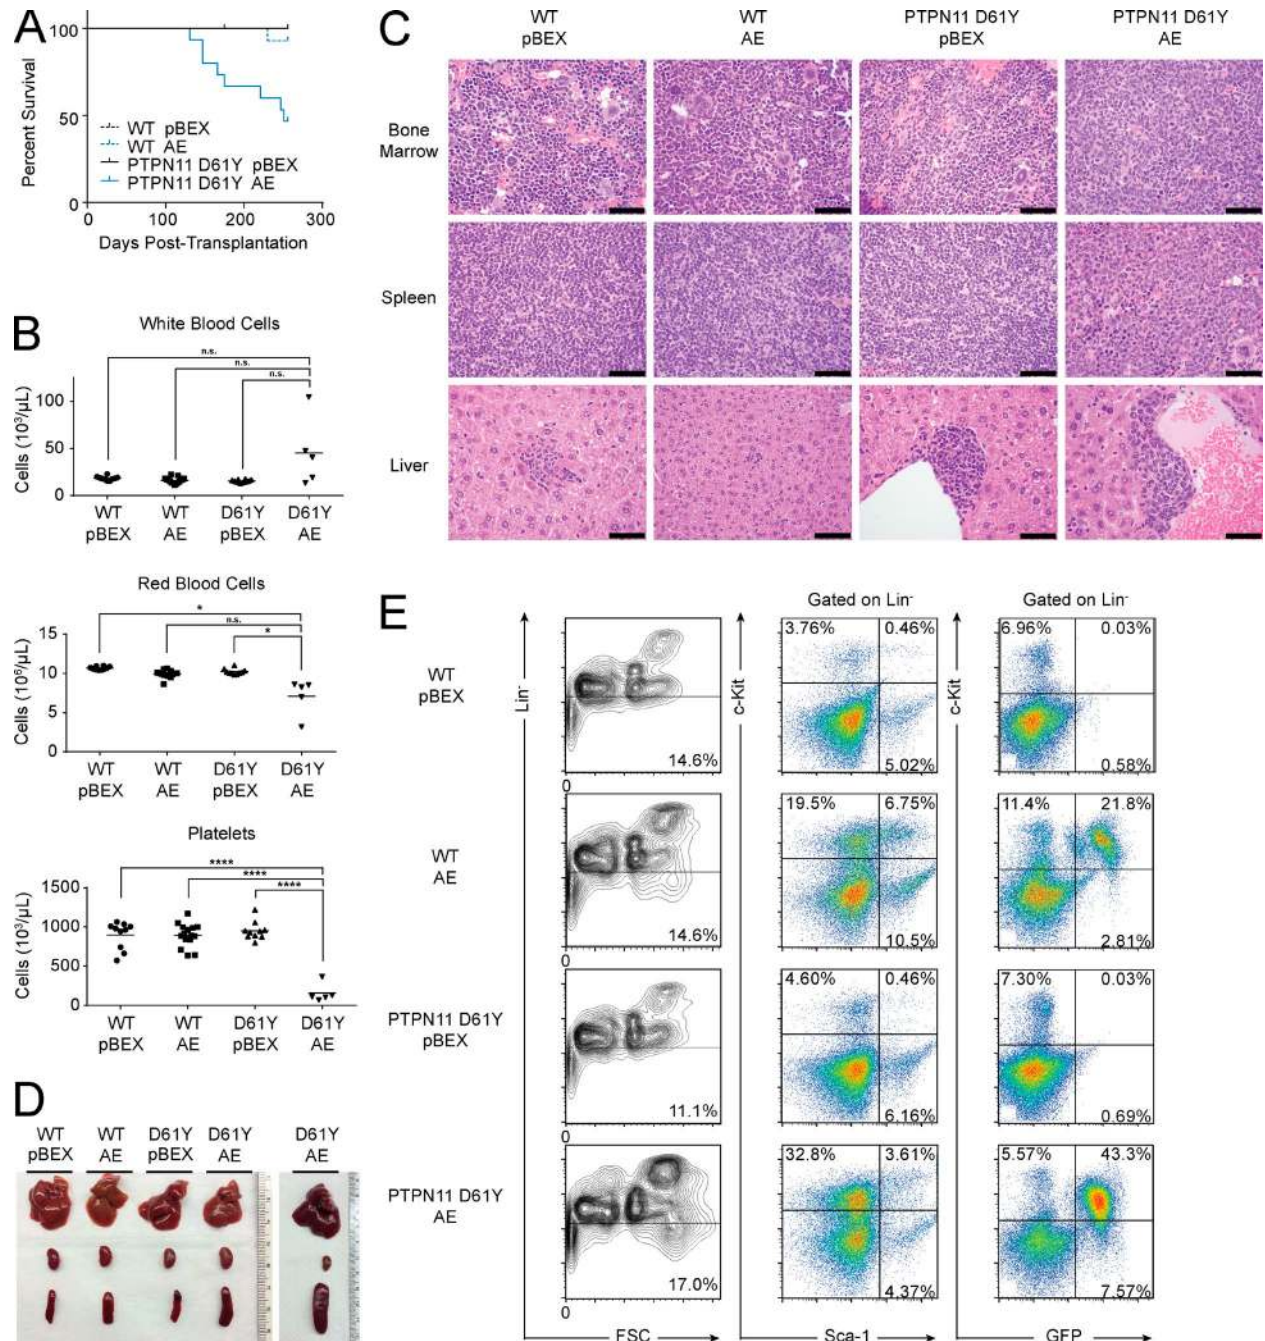 A
Percent Survival
100
50
0
WT pBEX
WT AE
PTPN11 D61Y pBEX
PTPN11 D61Y AE
0 100 200 300
Days Post-Transplantation
B
White Blood Cells
n.s.
n.s.
n.s.
Cells (10³/µL)
100
50
0
WT pBEX
WT AE
D61Y pBEX
D61Y AE
Red Blood Cells
*
n.s.
*
Cells (10⁶/µL)
15
10
5
0
WT pBEX
WT AE
D61Y pBEX
D61Y AE
Platelets
****
****
****
Cells (10³/µL)
1500
1000
500
0
WT pBEX
WT AE
D61Y pBEX
D61Y AE
C
WT pBEX
WT AE
PTPN11 D61Y pBEX
PTPN11 D61Y AE
Bone Marrow
Spleen
Liver
D
WT pBEX
WT AE
D61Y pBEX
D61Y AE
D61Y AE
E
Gated on Lin⁻
Gated on Lin⁻
WT pBEX
Lin⁻
c-Kit
c-Kit
14.6%
0
3.76% 0.46%
5.02%
6.96% 0.03%
0.58%
WT AE
14.6%
0
19.5% 6.75%
10.5%
11.4% 21.8%
2.81%
PTPN11 D61Y pBEX
11.1%
0
4.60% 0.46%
6.16%
7.30% 0.03%
0.69%
PTPN11 D61Y AE
17.0%
0
32.8% 3.61%
4.37%
5.57% 43.3%
7.57%
FSC
Sca-1
GFP